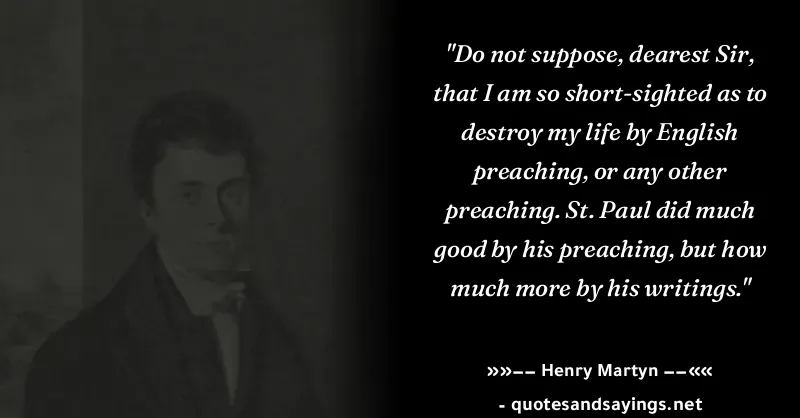 "Do not suppose, dearest Sir,
that I am so short-sighted as to
destroy my life by English
preaching, or any other
preaching. St. Paul did much
good by his preaching, but how
much more by his writings."
»»–– Henry Martyn ––««
- quotesandsayings.net